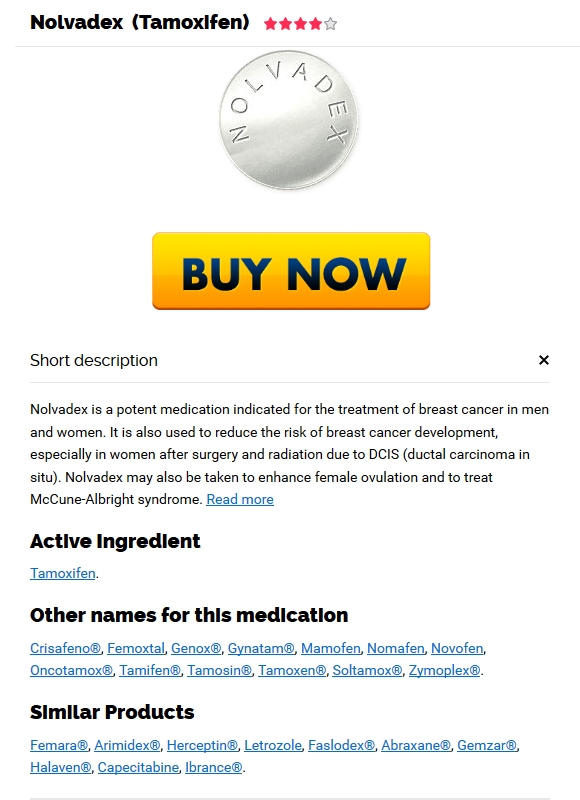 Nolvadex (Tamoxifen)
NOLVADEX
BUY NOW
Short description
Nolvadex is a potent medication indicated for the treatment of breast cancer in men
and women. It is also used to reduce the risk of breast cancer development,
especially in women after surgery and radiation due to DCIS (ductal carcinoma in
situ). Nolvadex may also be taken to enhance female ovulation and to treat
McCune-Albright syndrome. Read more
Active Ingredient
Tamoxifen.
Other names for this medication
Crisafeno®, Femoxtal, Genox®, Gynatam®, Mamofen, Nomafen, Novofen,
Oncotamox®, Tamifen®, Tamosin®, Tamoxen®, Soltamox®, Zymoplex®.
Similar Products
Femara®, Arimidex®, Herceptin®, Letrozole, Faslodex®, Abraxane®, Gemzar®,
Halaven®, Capecitabine, Ibrance®.